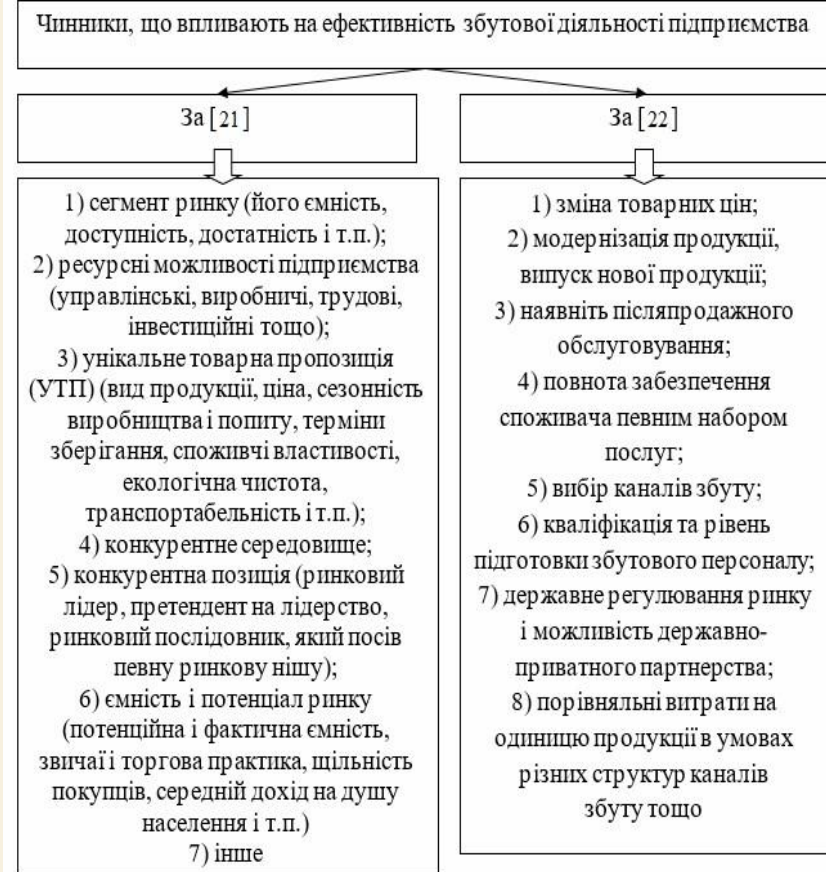 Чинники, що впливають на ефективність збутової діяльності підприємства
За [21]
1) сегмент ринку (його ємність,
доступність, достатність і т.п.);
2) ресурсні можливості підприємства
(управлінські, виробничі, трудові,
інвестиційні тощо);
3) унікальне товарна пропозиція
(УТП) (вид продукції, ціна, сезонність
виробництва і попиту, терміни
зберігання, споживчі властивості,
екологічна чистота,
транспортабельність і т.п.);
4) конкурентне середовище;
5) конкурентна позиція (ринковий
лідер, претендент на лідерство,
ринковий послідовник, який посів
певну ринкову нішу);
6) ємність і потенціал ринку
(потенційна і фактична ємність,
звичаї і торгова практика, щільність
покупців, середній дохід на душу
населення і т.п.)
7) інше
За [22]
1) зміна товарних цін;
2) модернізація продукції,
випуск нової продукції;
3) наявніть післяпродажного
обслуговування;
4) повнота забезпечення
споживача певним набором
послуг;
5) вибір каналів збуту;
6) кваліфікація та рівень
підготовки збутового персоналу;
7) державне регулювання ринку
і можливість державно-
приватного партнерства;
8) порівняльні витрати на
одиницю продукції в умовах
різних структур каналів
збуту тощо